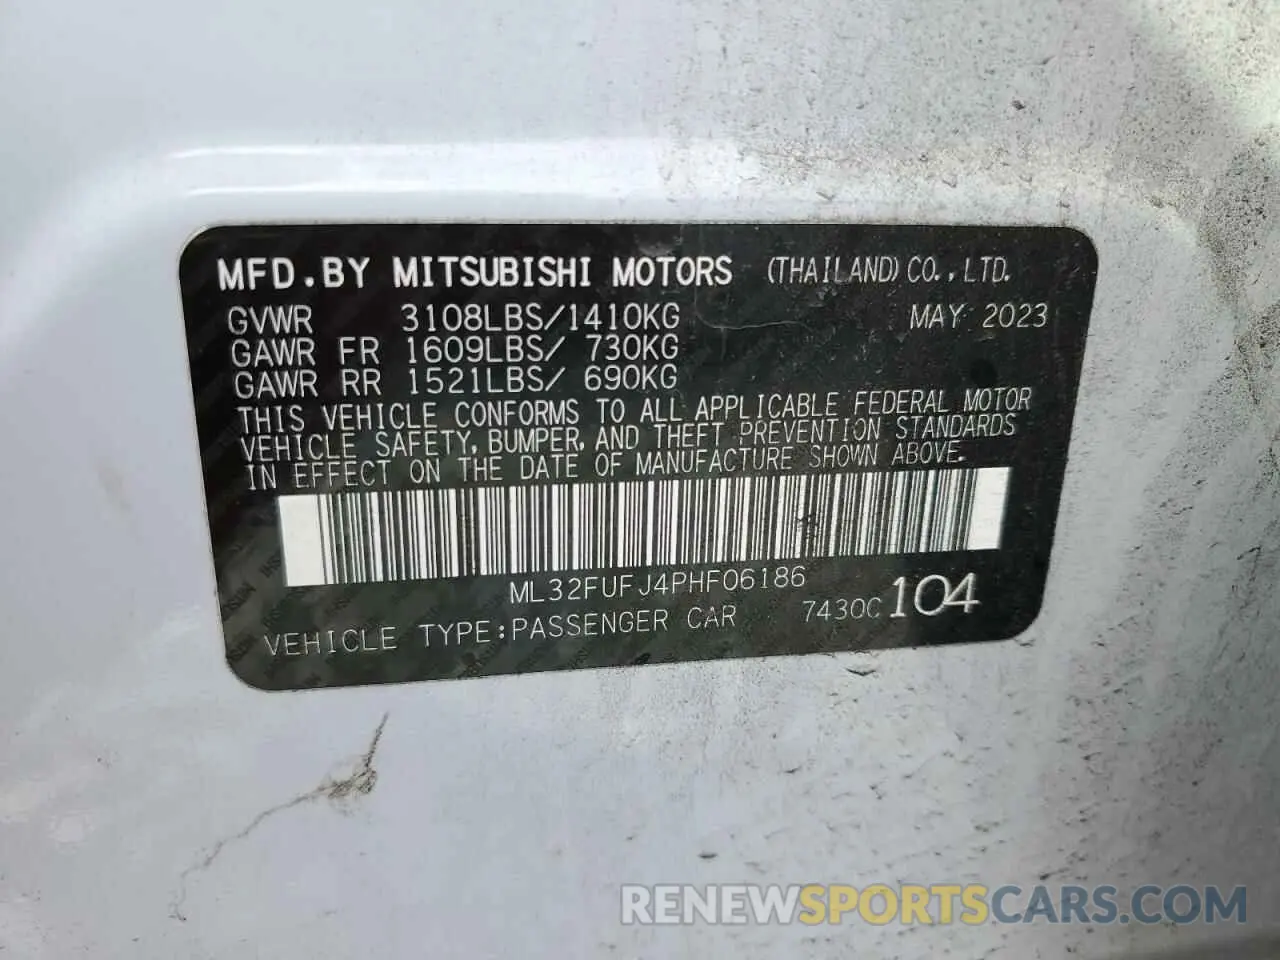 MFD.BY MITSUBISHI MOTORS (THAILAND) CO.,LTD.
GVWR 3108LBS/1410KG MAY 2023
GAWR FR 1609LBS/ 730KG
GAWR RR 1521LBS/ 690KG
THIS VEHICLE CONFORMS TO ALL APPLICABLE FEDERAL MOTOR
VEHICLE SAFETY, BUMPER, AND THEFT PREVENTION STANDARDS
IN EFFECT ON THE DATE OF MANUFACTURE SHOWN ABOVE.
ML32FUFJ4PHF06186
VEHICLE TYPE:PASSENGER CAR 7430C 104
RENEWSPORTSCARS.COM